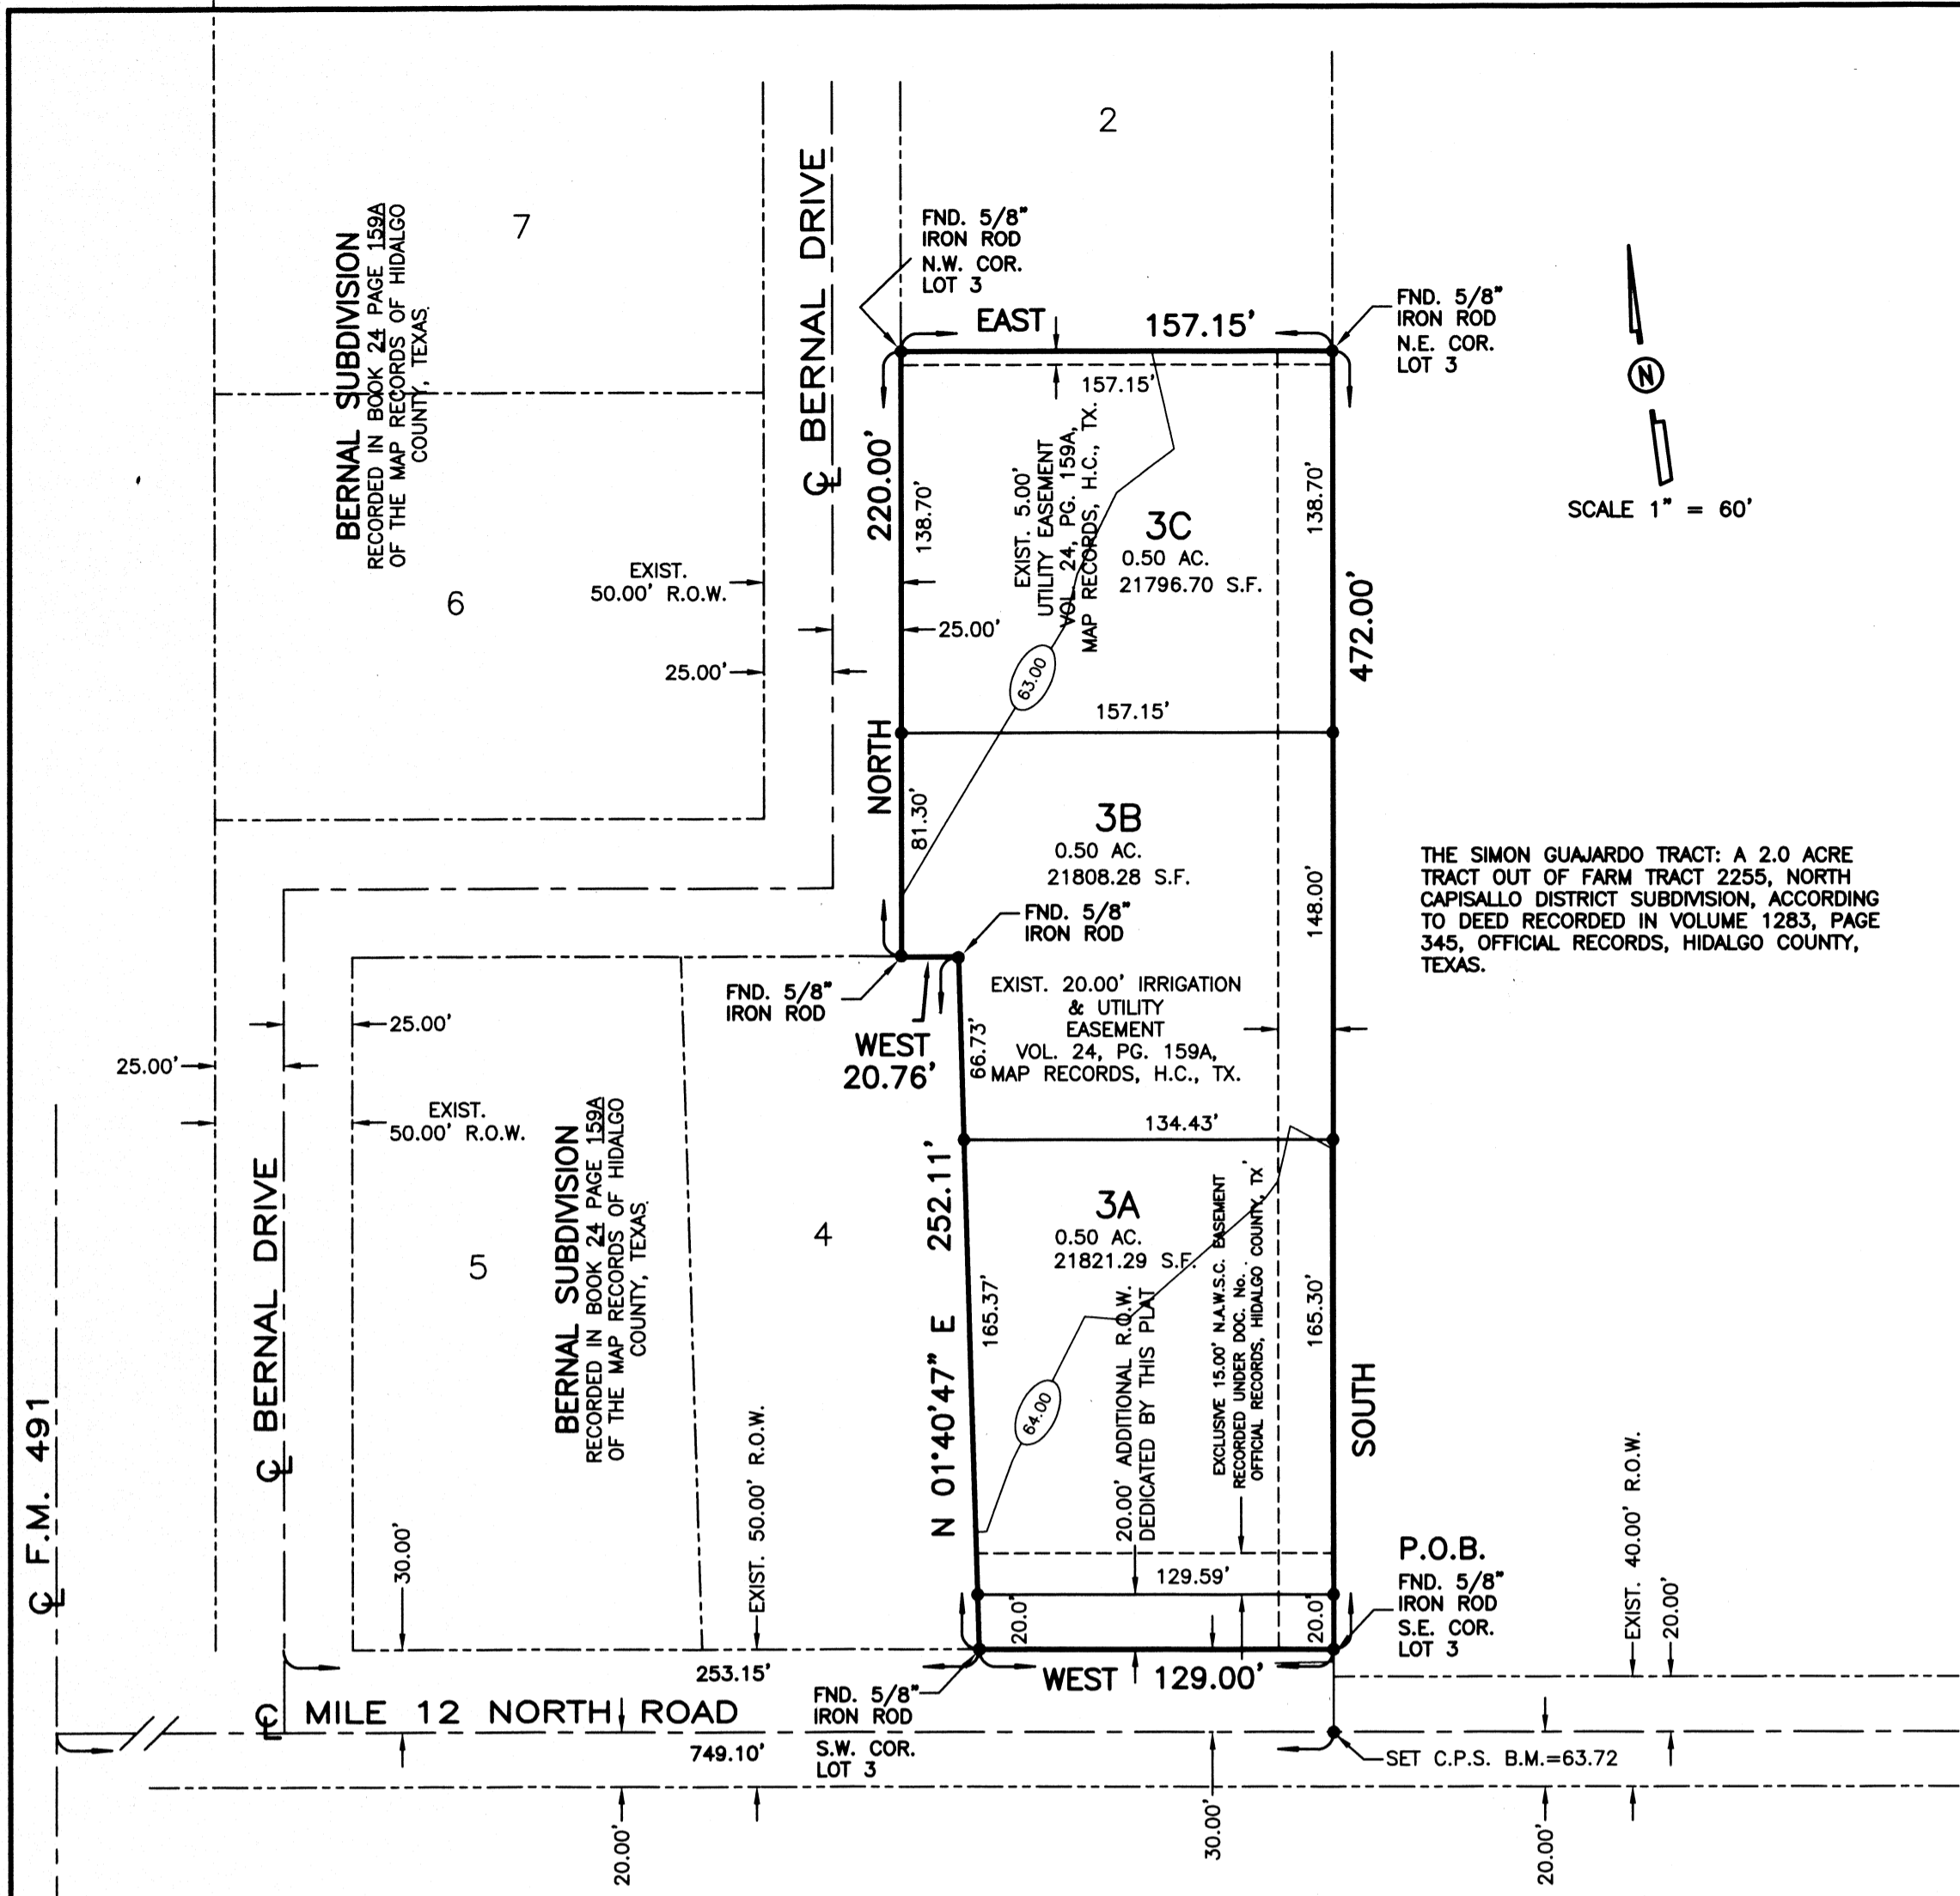 2
7
BERNAL SUBDIVISION
RECORDED IN BOOK 24 PAGE 159A
OF THE MAP RECORDS OF HIDALGO
COUNTY, TEXAS.
6
EXIST.
50.00' R.O.W.
25.00'
℄ BERNAL DRIVE
FND. 5/8"
IRON ROD
N.W. COR.
LOT 3
EAST 157.15'
FND. 5/8"
IRON ROD
N.E. COR.
LOT 3
N
SCALE 1" = 60'
157.15'
NORTH 220.00'
138.70'
25.00'
EXIST. 5.00'
UTILITY EASEMENT
VOL. 24, PG. 159A,
MAP RECORDS, H.C., TX.
3C
0.50 AC.
21796.70 S.F.
138.70'
472.00'
63.00
157.15'
81.30'
3B
0.50 AC.
21808.28 S.F.
148.00'
FND. 5/8"
IRON ROD
FND. 5/8"
IRON ROD
WEST
20.76'
66.73'
EXIST. 20.00' IRRIGATION
& UTILITY
EASEMENT
VOL. 24, PG. 159A,
MAP RECORDS, H.C., TX.
134.43'
THE SIMON GUAJARDO TRACT: A 2.0 ACRE
TRACT OUT OF FARM TRACT 2255, NORTH
CAPISALLO DISTRICT SUBDIVISION, ACCORDING
TO DEED RECORDED IN VOLUME 1283, PAGE
345, OFFICIAL RECORDS, HIDALGO COUNTY,
TEXAS.
25.00'
25.00'
EXIST.
50.00' R.O.W.
℄ BERNAL DRIVE
℄ F.M. 491
5
BERNAL SUBDIVISION
RECORDED IN BOOK 24 PAGE 159A
OF THE MAP RECORDS OF HIDALGO
COUNTY, TEXAS.
4
30.00'
EXIST. 50.00' R.O.W.
N 01°40'47" E 252.11'
165.37'
3A
0.50 AC.
21821.29 S.F.
64.00
20.00' ADDITIONAL R.O.W.
DEDICATED BY THIS PLAT
EXCLUSIVE 15.00' N.A.W.S.C. EASEMENT
RECORDED UNDER DOC. No.
OFFICIAL RECORDS, HIDALGO COUNTY, TX
165.30'
SOUTH
129.59'
20.0'
20.0'
P.O.B.
FND. 5/8"
IRON ROD
S.E. COR.
LOT 3
EXIST. 40.00' R.O.W.
20.00'
253.15'
WEST 129.00'
FND. 5/8"
IRON ROD
S.W. COR.
LOT 3
℄ MILE 12 NORTH ROAD
749.10'
SET C.P.S. B.M.=63.72
20.00'
30.00'
20.00'